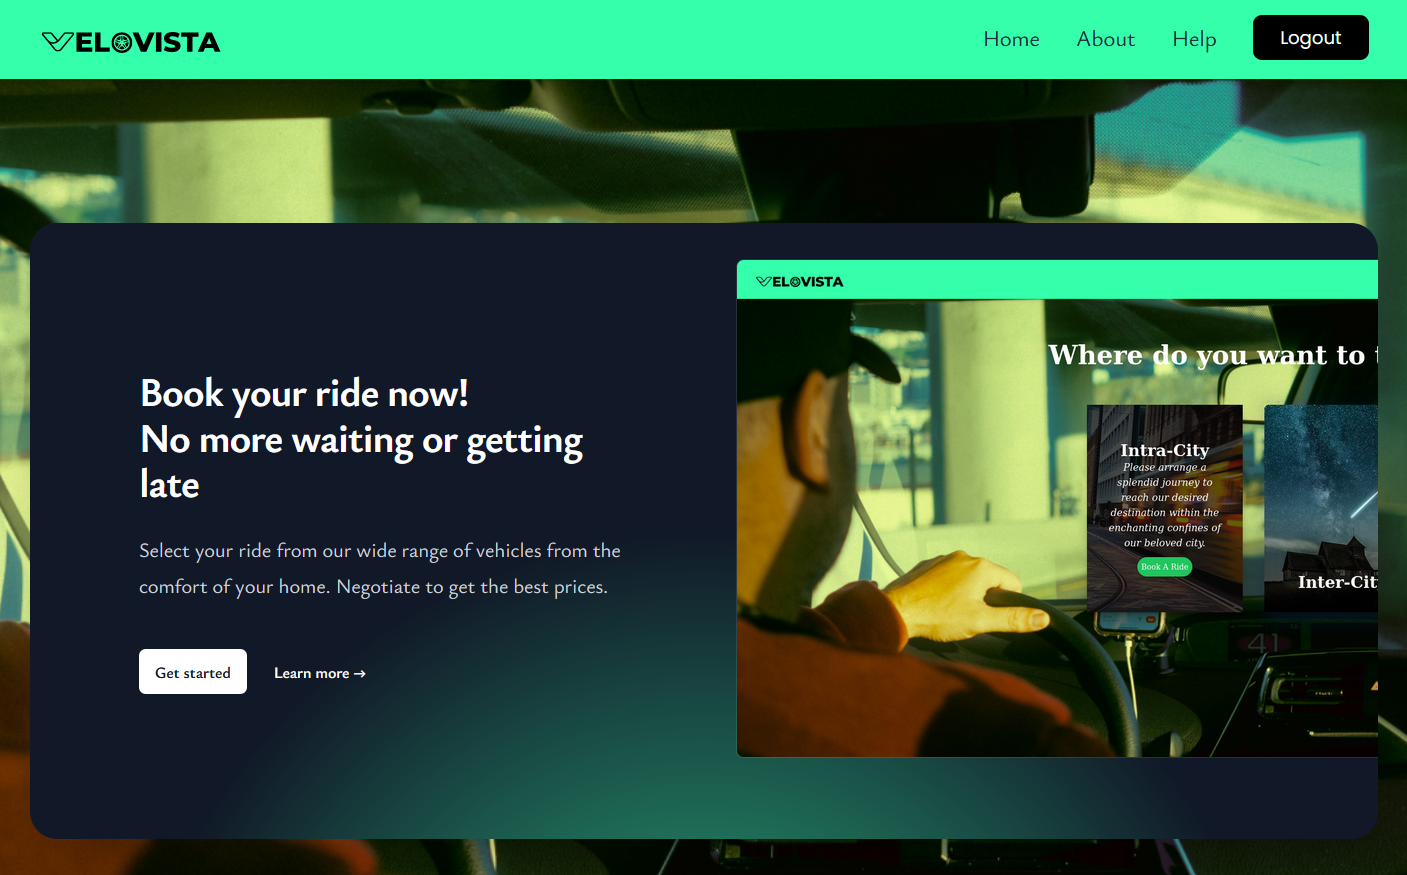 VELOVISTA
Home About Help Logout
Book your ride now!
No more waiting or getting
late
Select your ride from our wide range of vehicles from the
comfort of your home. Negotiate to get the best prices.
Get started Learn more →
VELOVISTA
Where do you want to
Intra-City
Please arrange a
splendid journey to
reach our desired
destination within the
enchanting confines of
our beloved city.
Book A Ride
Inter-Cit
41